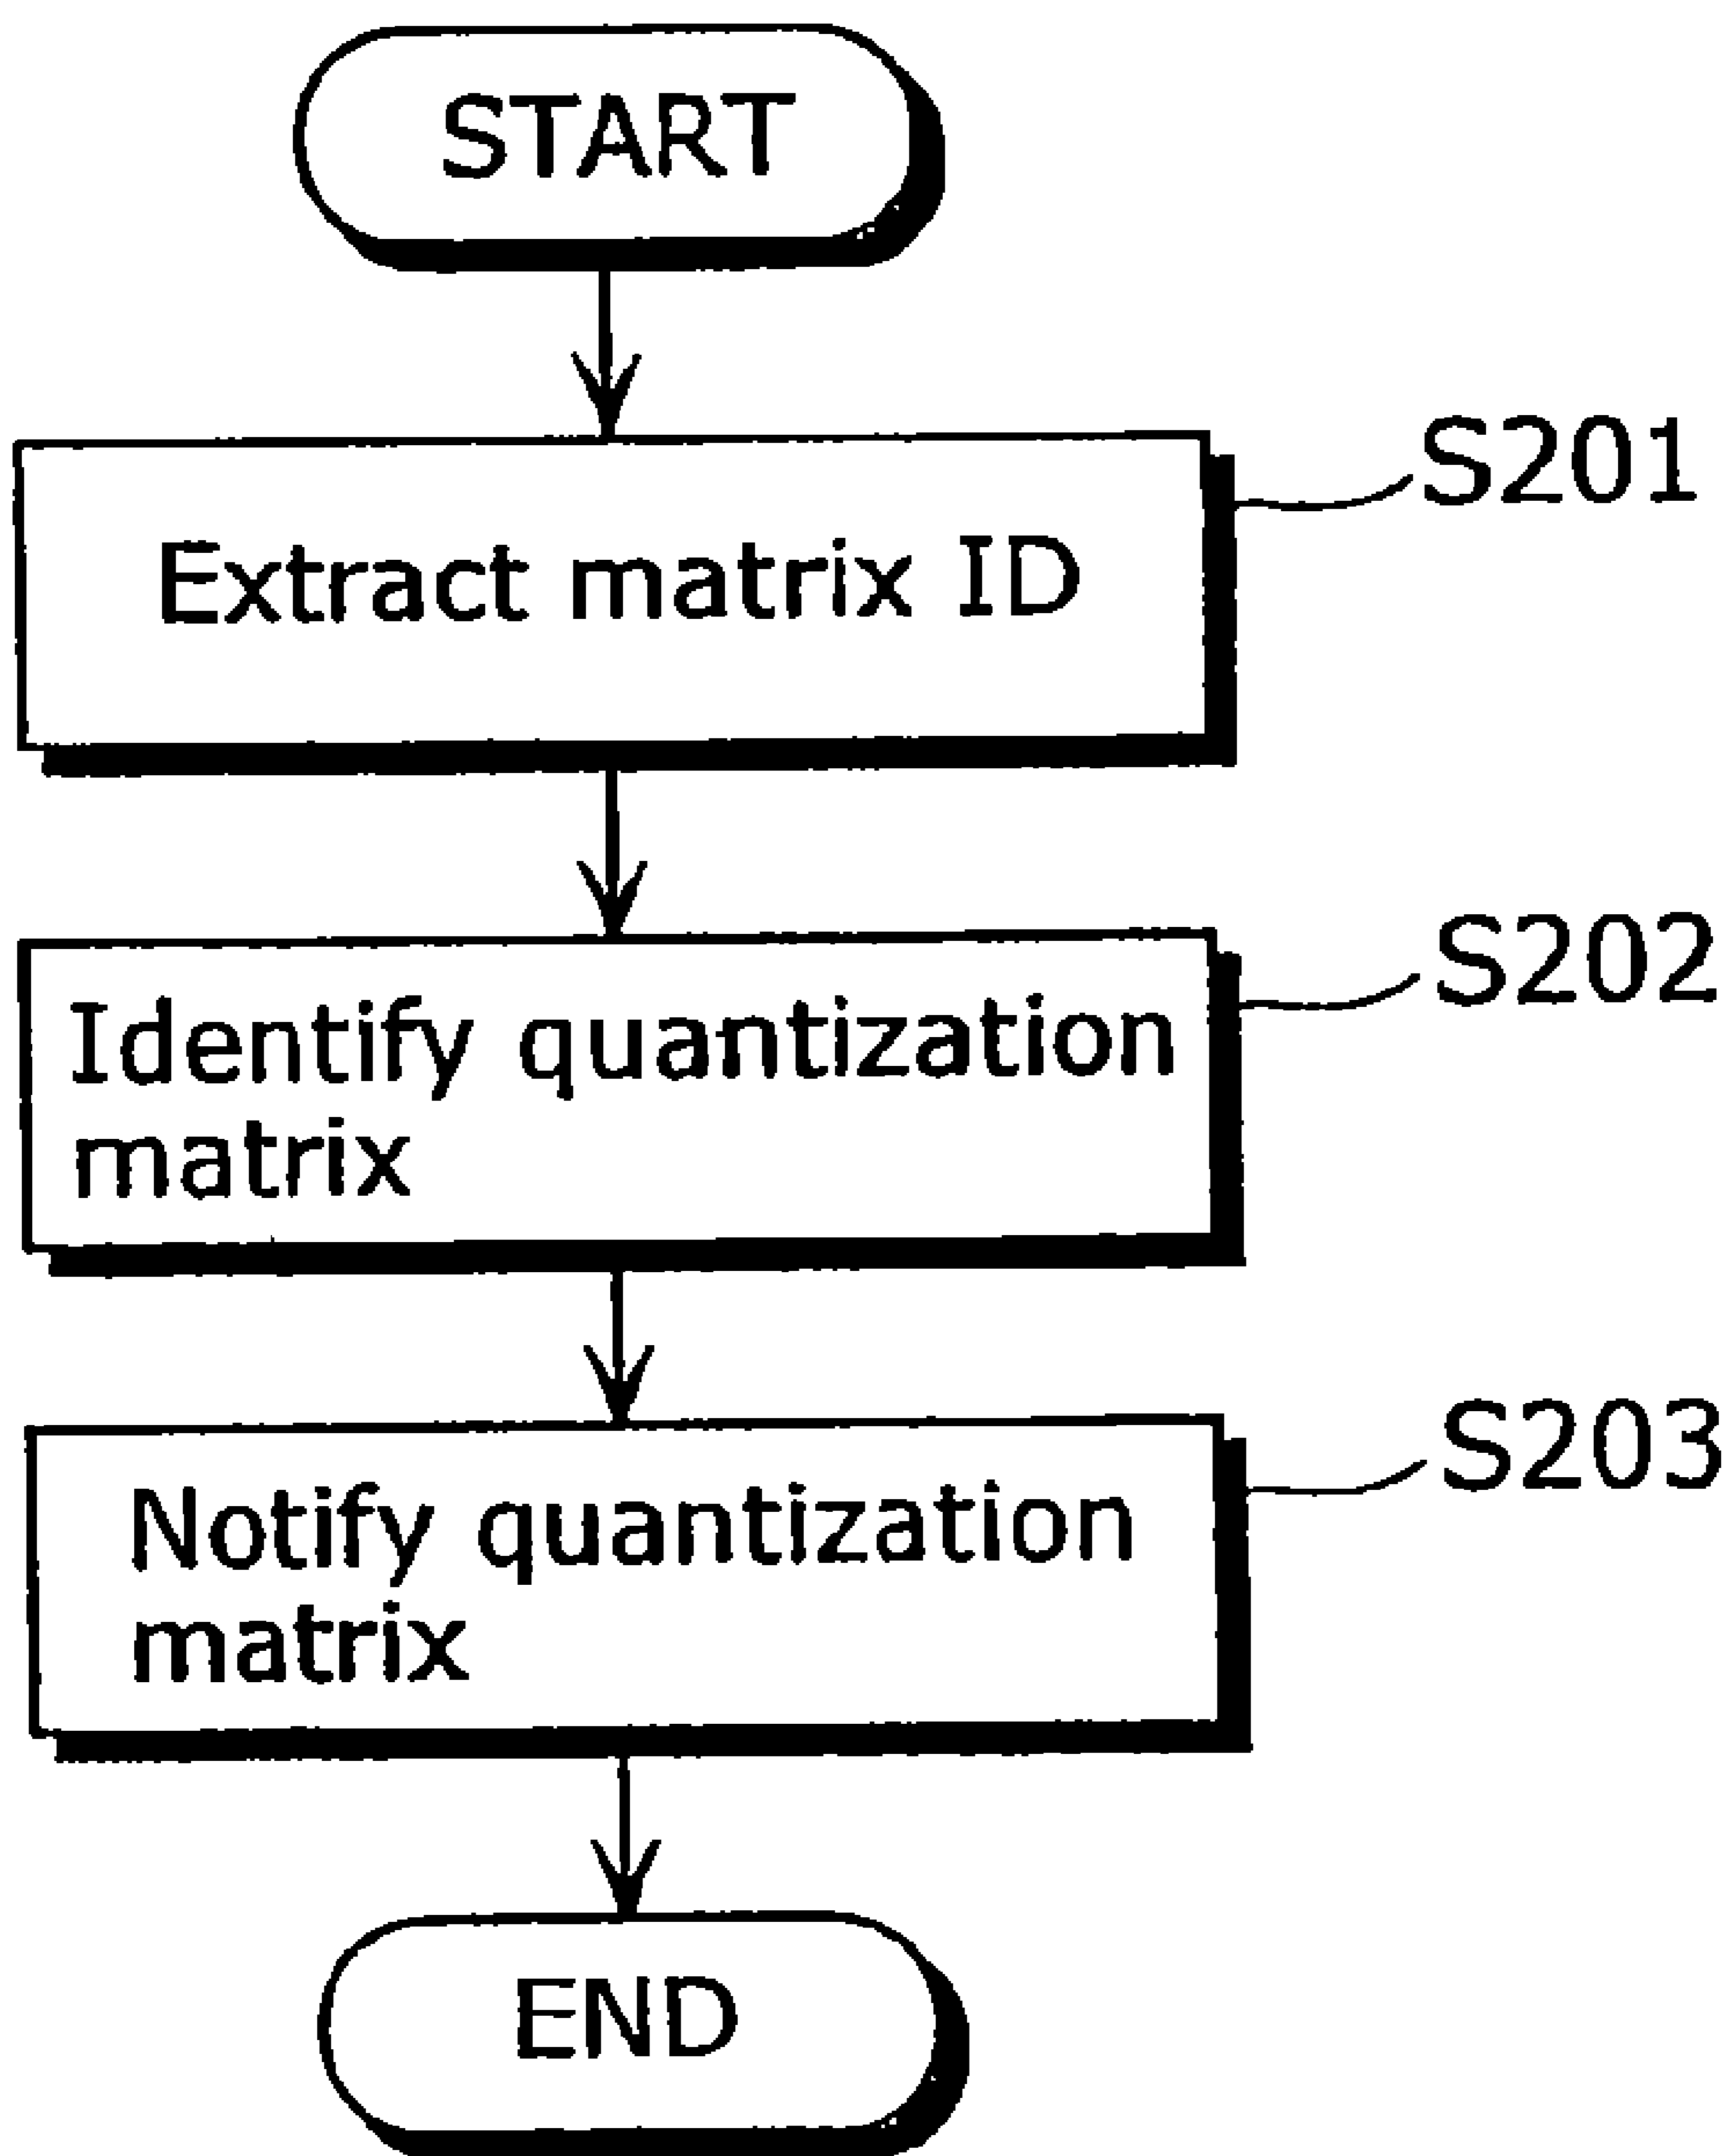 START
S201
Extract matrix ID
S202
Identify quantization
matrix
S203
Notify quantization
matrix
END